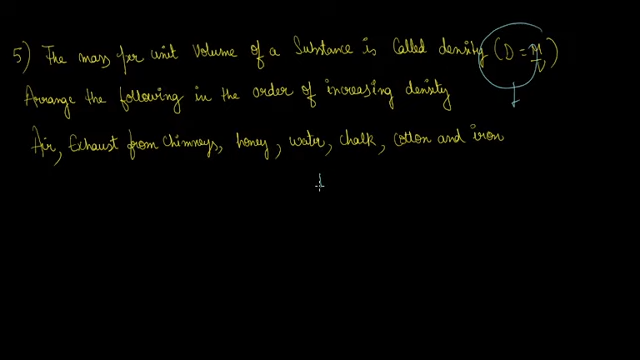 5) The mass per unit Volume of a Substance is called density (D = M/V)
Arrange the following in the order of increasing density
Air, Exhaust from Chimneys, honey, water, chalk, cotton and iron